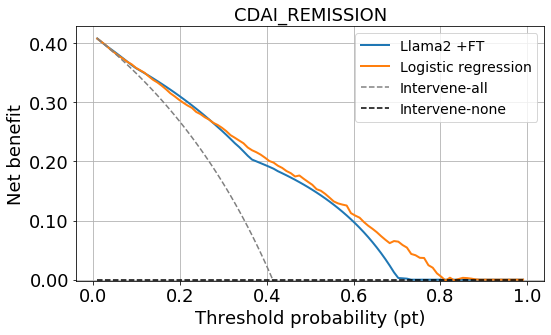 CDAI_REMISSION
Net benefit
0.40
0.30
0.20
0.10
0.00
Llama2 +FT
Logistic regression
Intervene-all
Intervene-none
0.0 0.2 0.4 0.6 0.8 1.0
Threshold probability (pt)